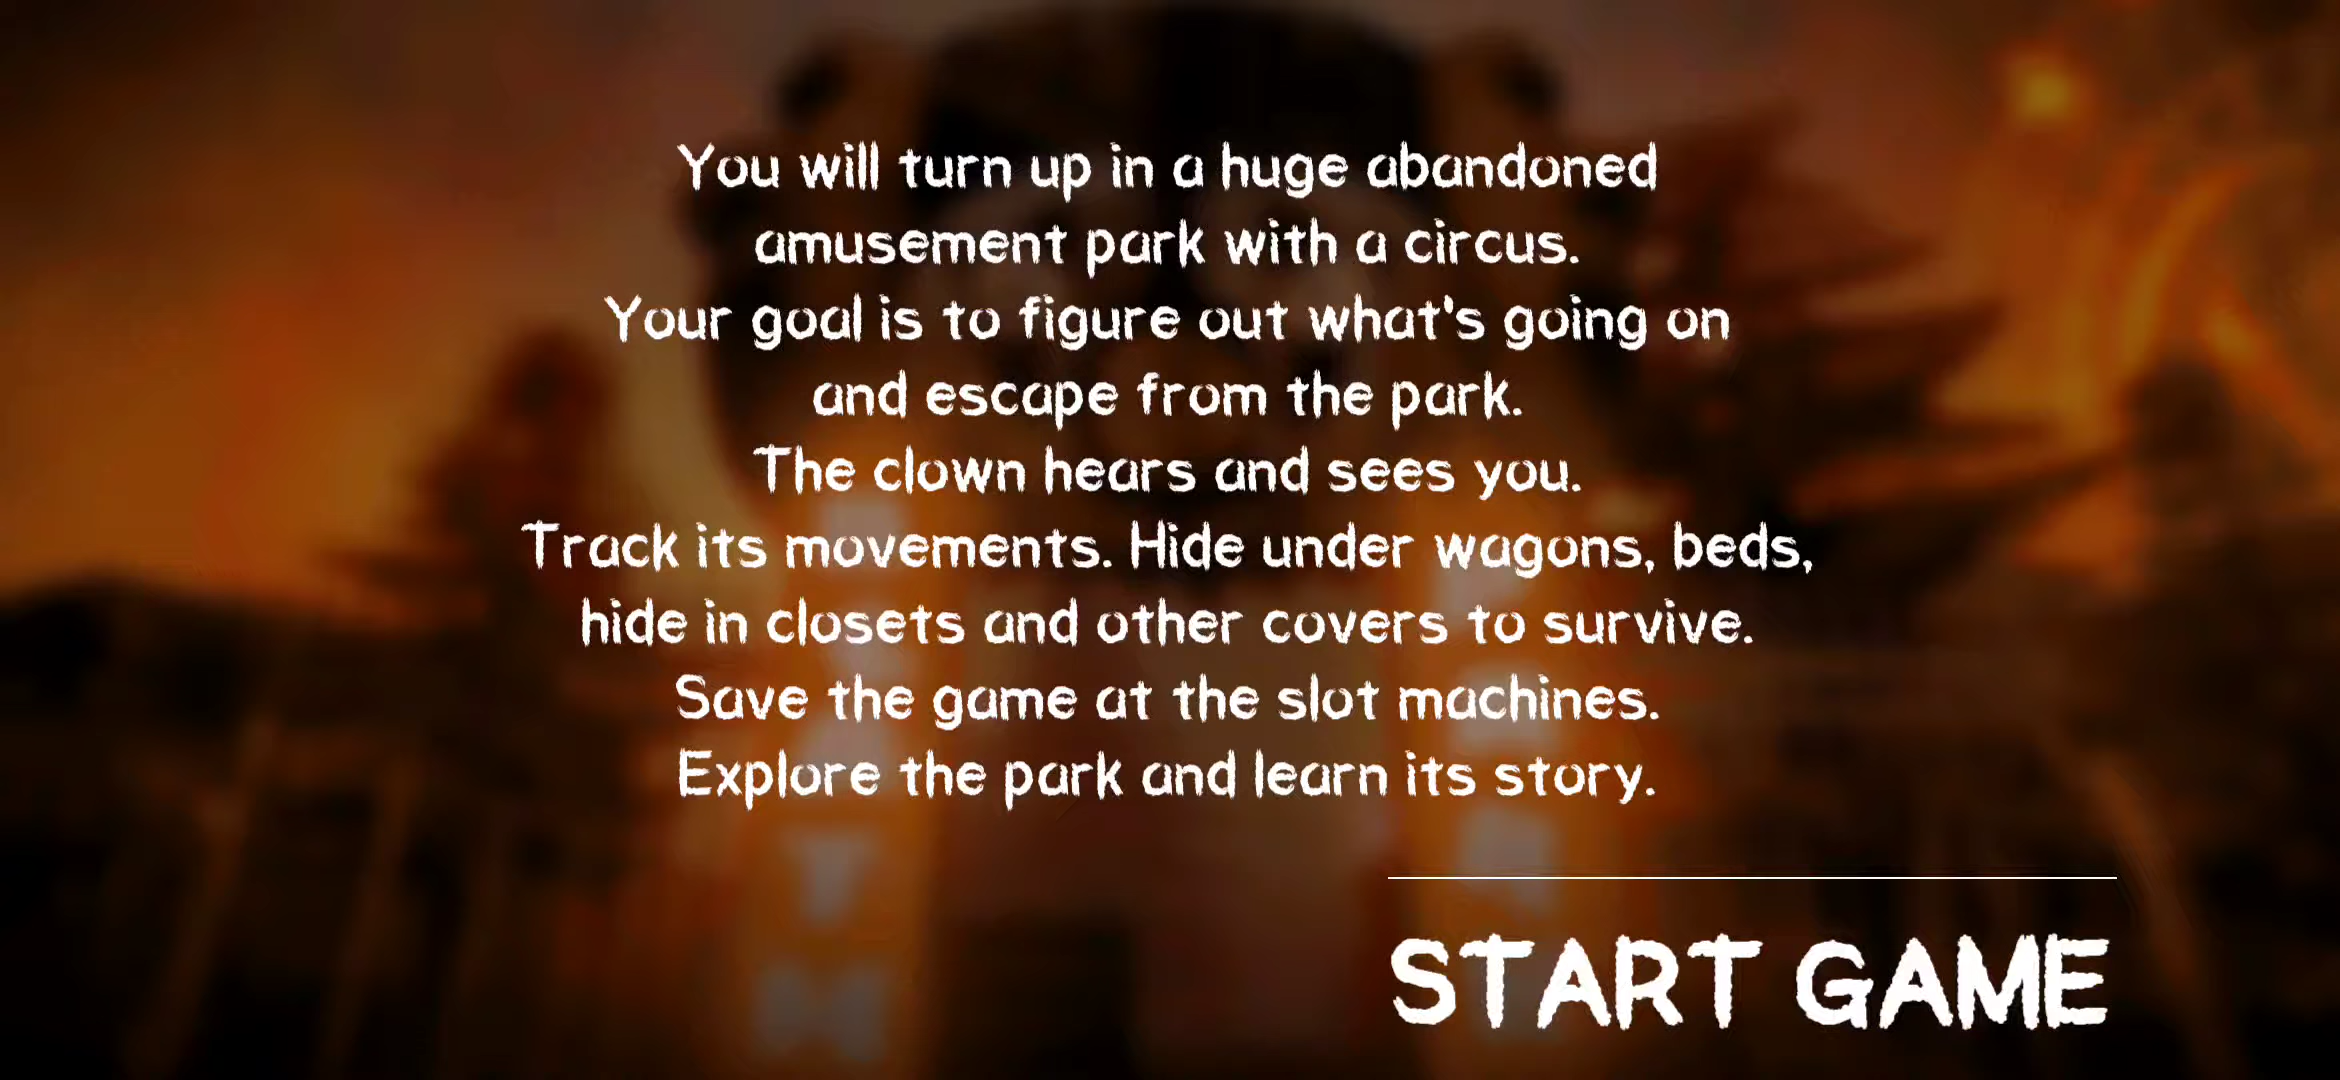 You will turn up in a huge abandoned
amusement park with a circus.
Your goal is to figure out what's going on
and escape from the park.
The clown hears and sees you.
Track its movements. Hide under wagons, beds,
hide in closets and other covers to survive.
Save the game at the slot machines.
Explore the park and learn its story.
START GAME